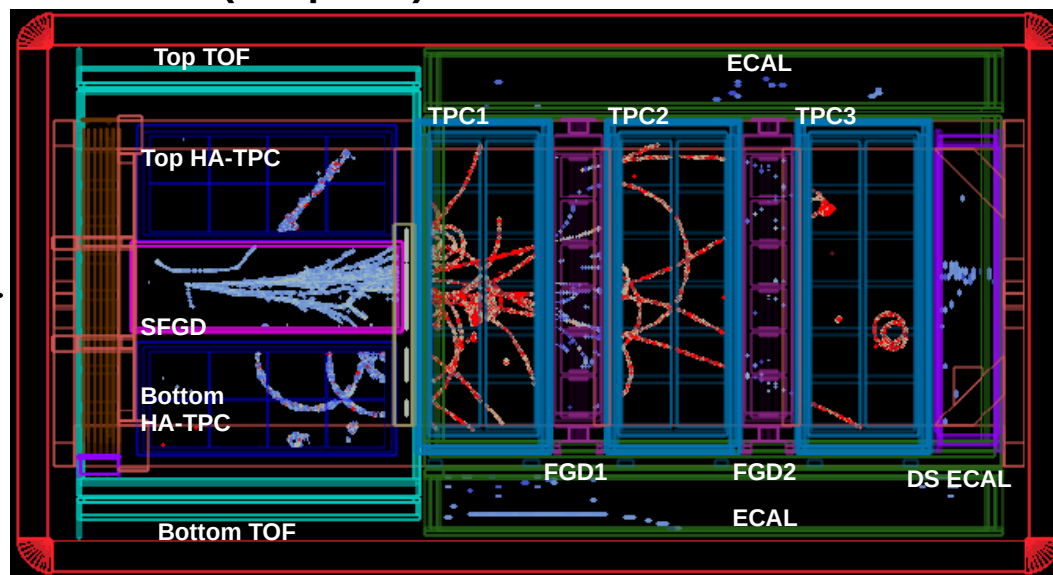 Top TOF
ECAL
TPC1
TPC2
TPC3
Top HA-TPC
SFGD
Bottom
HA-TPC
FGD1
FGD2
DS ECAL
ECAL
Bottom TOF